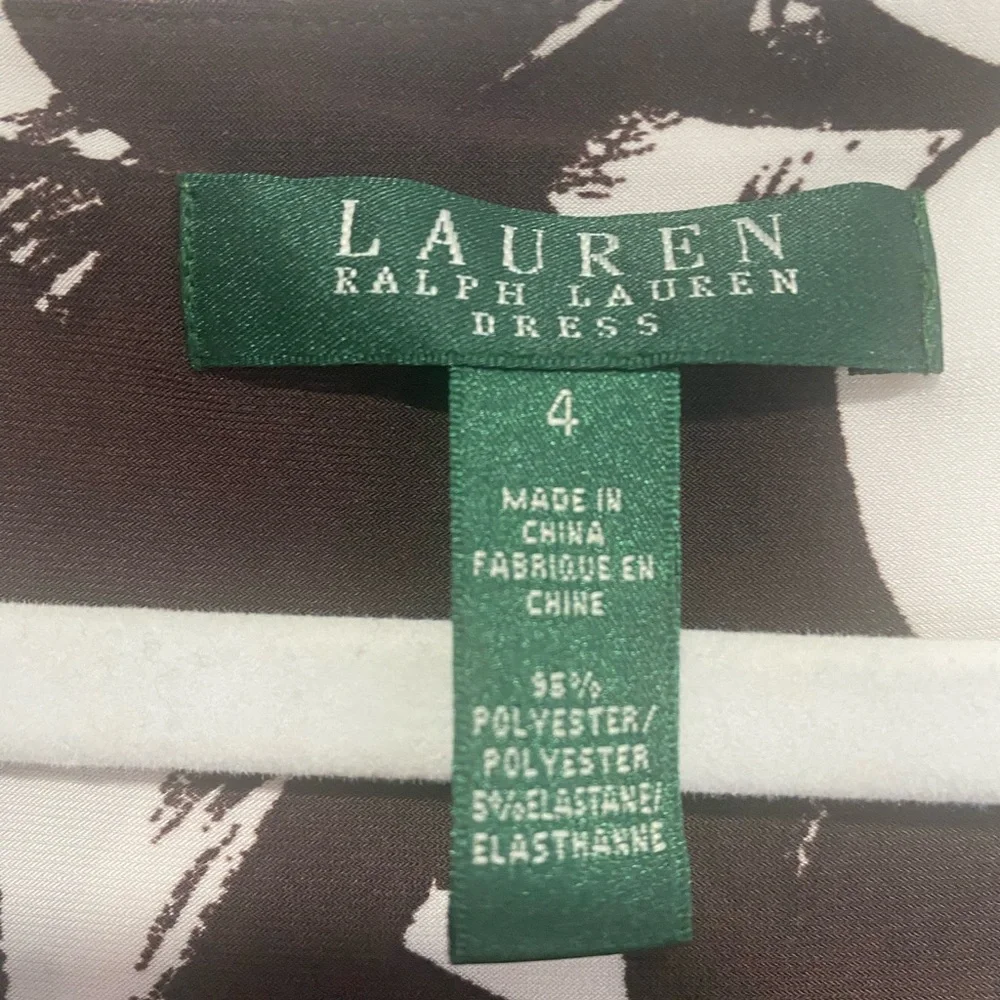 LAUREN
RALPH LAUREN
DRESS
4
MADE IN
CHINA
FABRIQUE EN
CHINE
95%
POLYESTER/
POLYESTER
5%ELASTANE/
ELASTHANNE